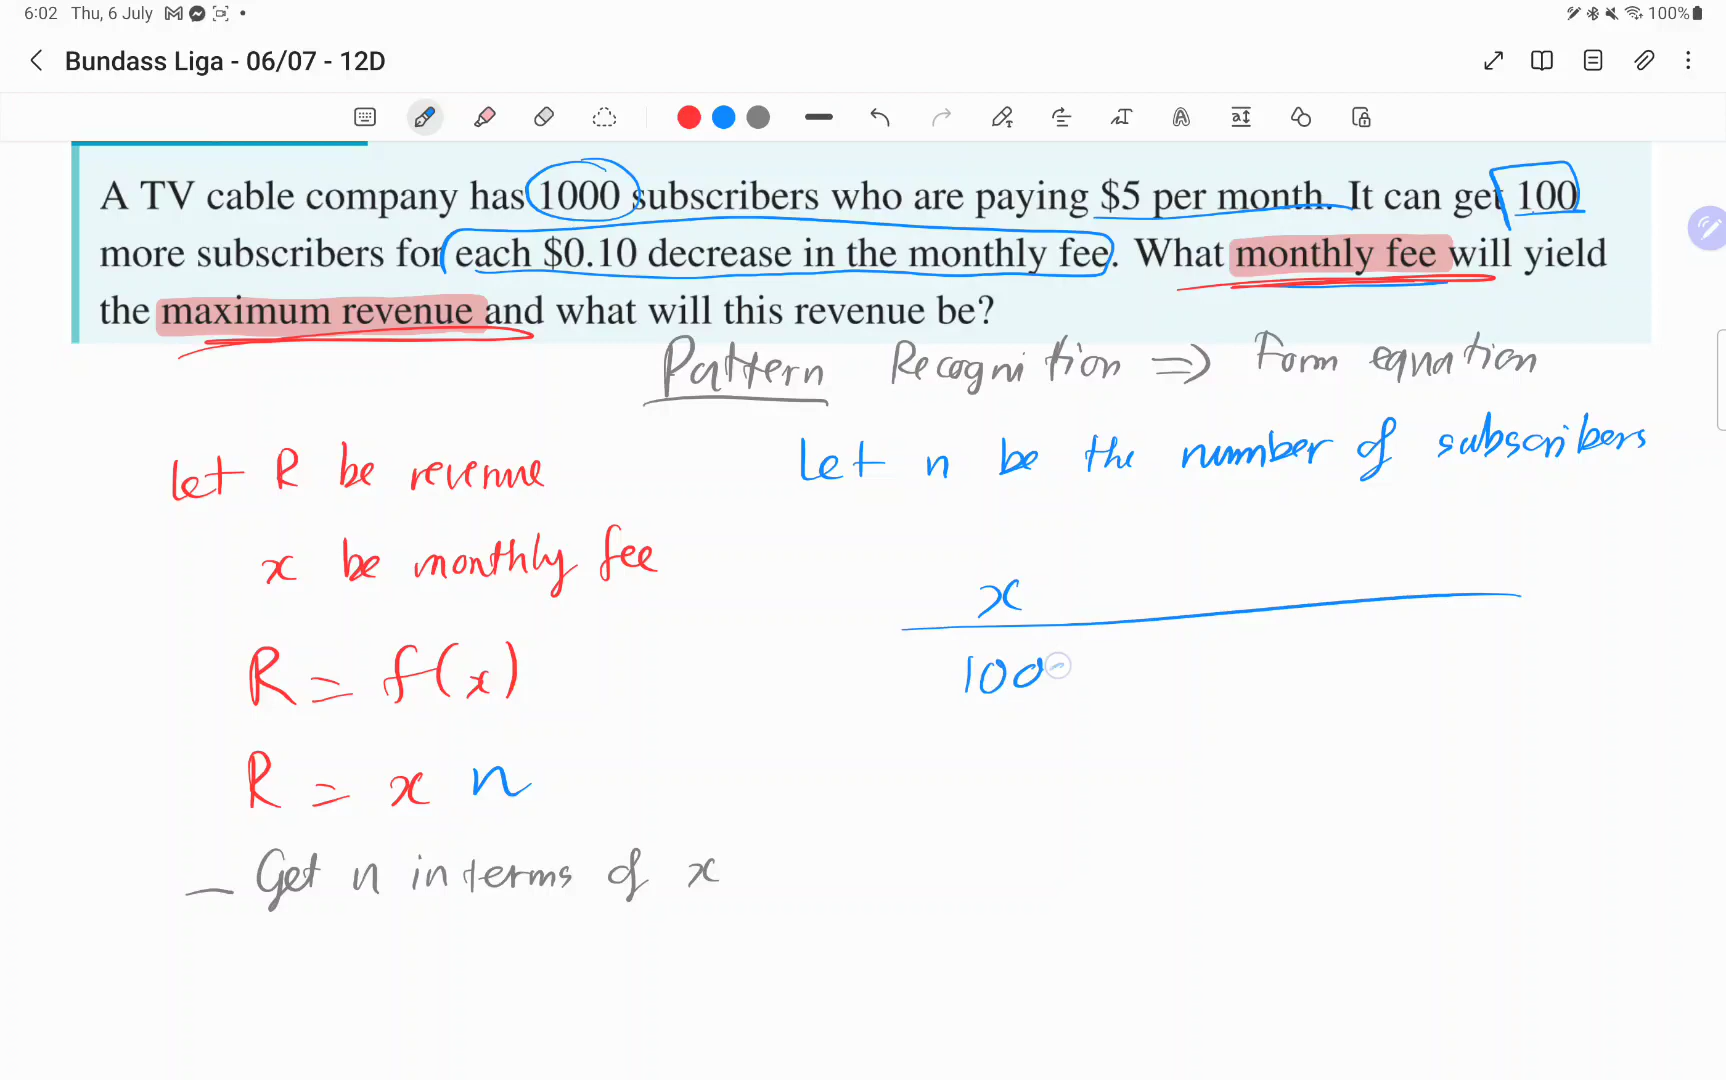 6:02 Thu, 6 July 100%
Bundass Liga - 06/07 - 12D
A TV cable company has 1000 subscribers who are paying $5 per month. It can get 100
more subscribers for each $0.10 decrease in the monthly fee. What monthly fee will yield
the maximum revenue and what will this revenue be?
Pattern Recognition => Form equation
let R be revenue
Let n be the number of subscribers
x be monthly fee
x
R = f(x)
1000
R = x n
— Get n in terms of x